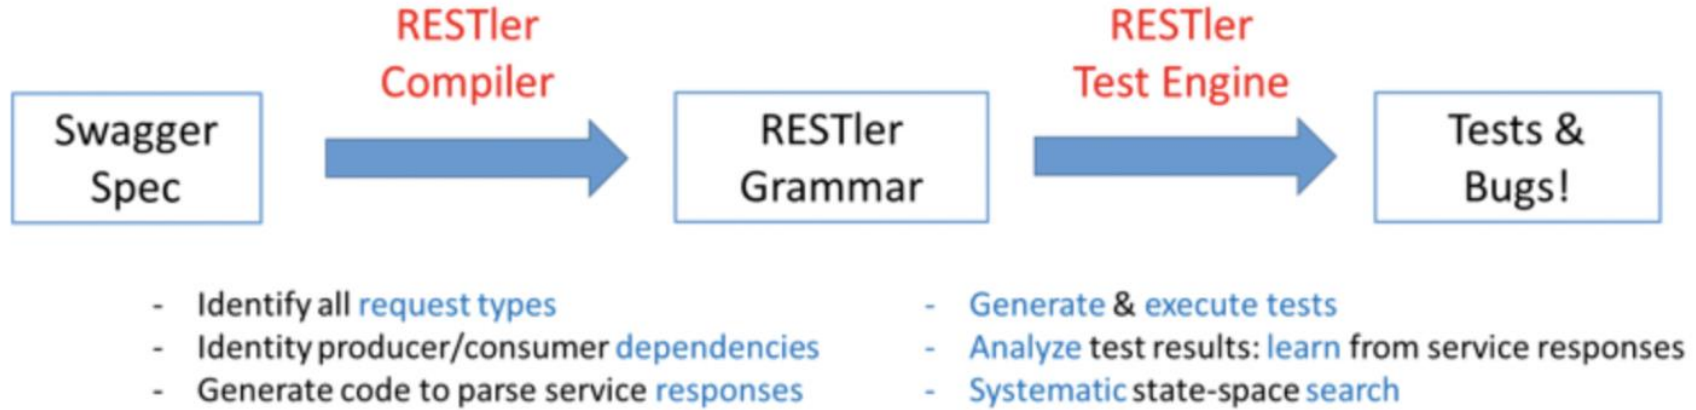 RESTler
Compiler
RESTler
Test Engine
Swagger
Spec
RESTler
Grammar
Tests &
Bugs!
- Identify all request types
- Identity producer/consumer dependencies
- Generate code to parse service responses
- Generate & execute tests
- Analyze test results: learn from service responses
- Systematic state-space search